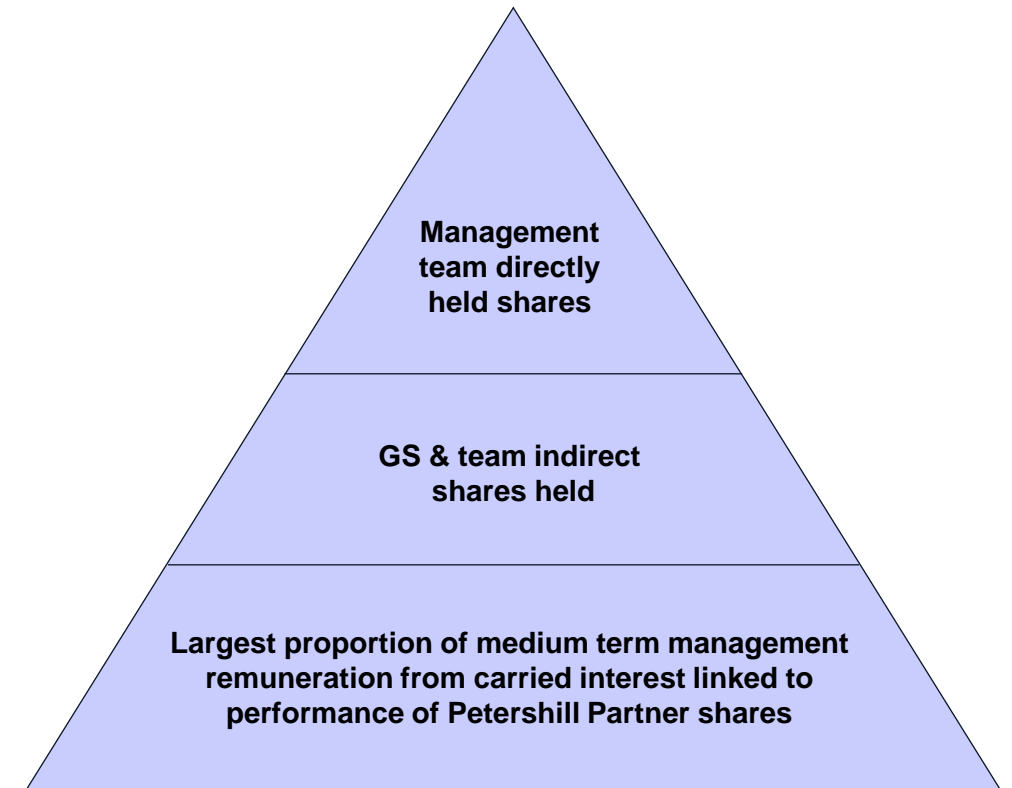 Management
team directly
held shares
GS & team indirect
shares held
Largest proportion of medium term management
remuneration from carried interest linked to
performance of Petershill Partner shares